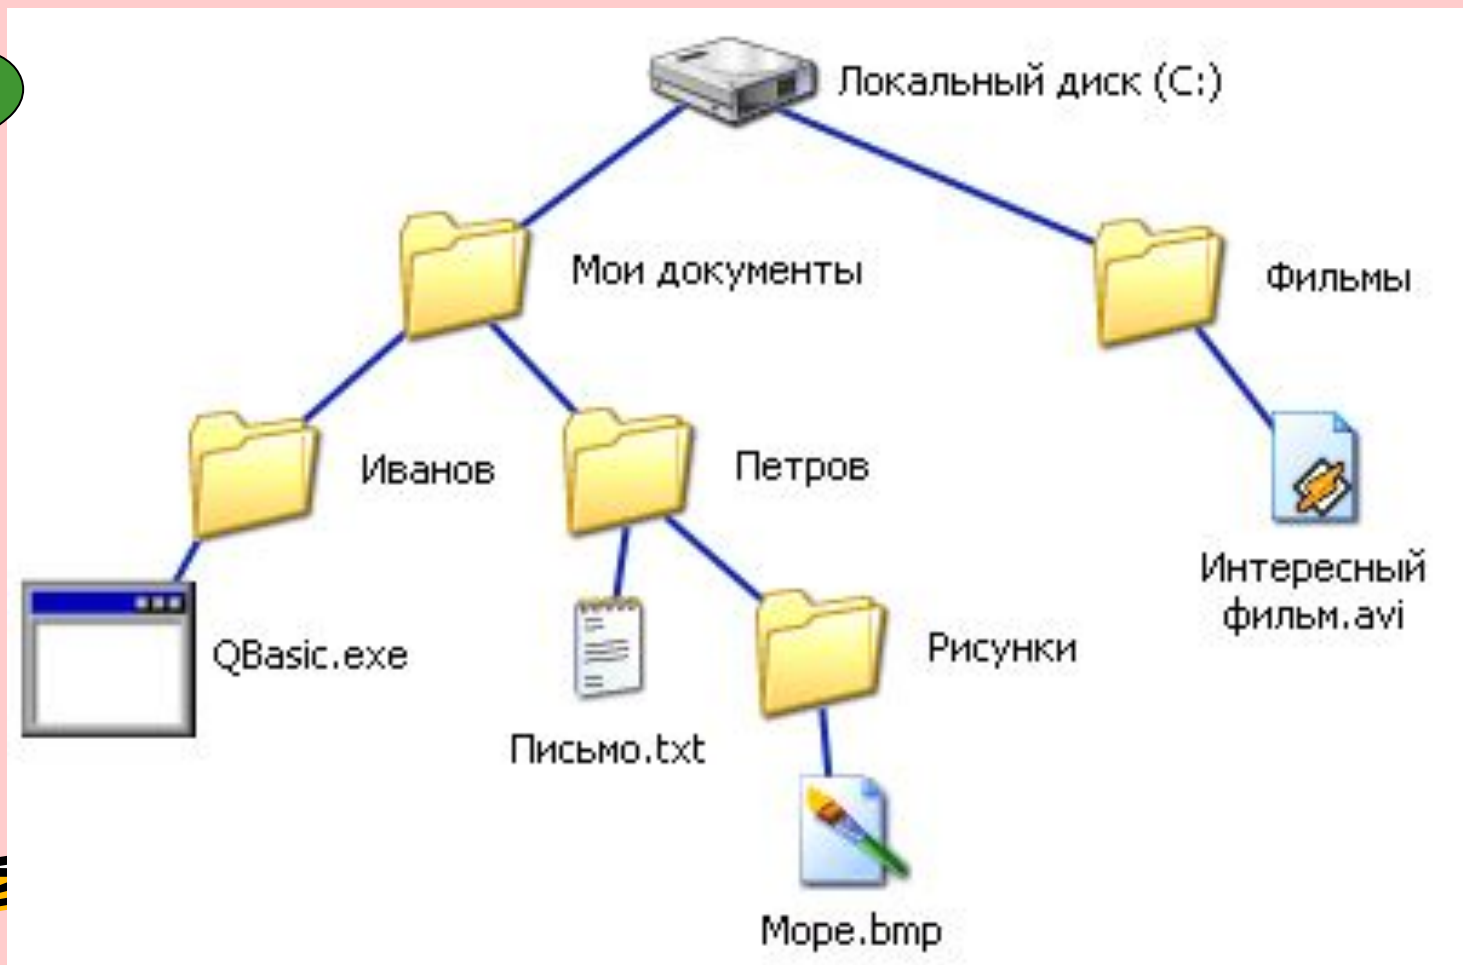 Локальный диск (C:)
Мои документы
Фильмы
Иванов
Петров
Интересный
фильм.avi
QBasic.exe
Рисунки
Письмо.txt
Море.bmp